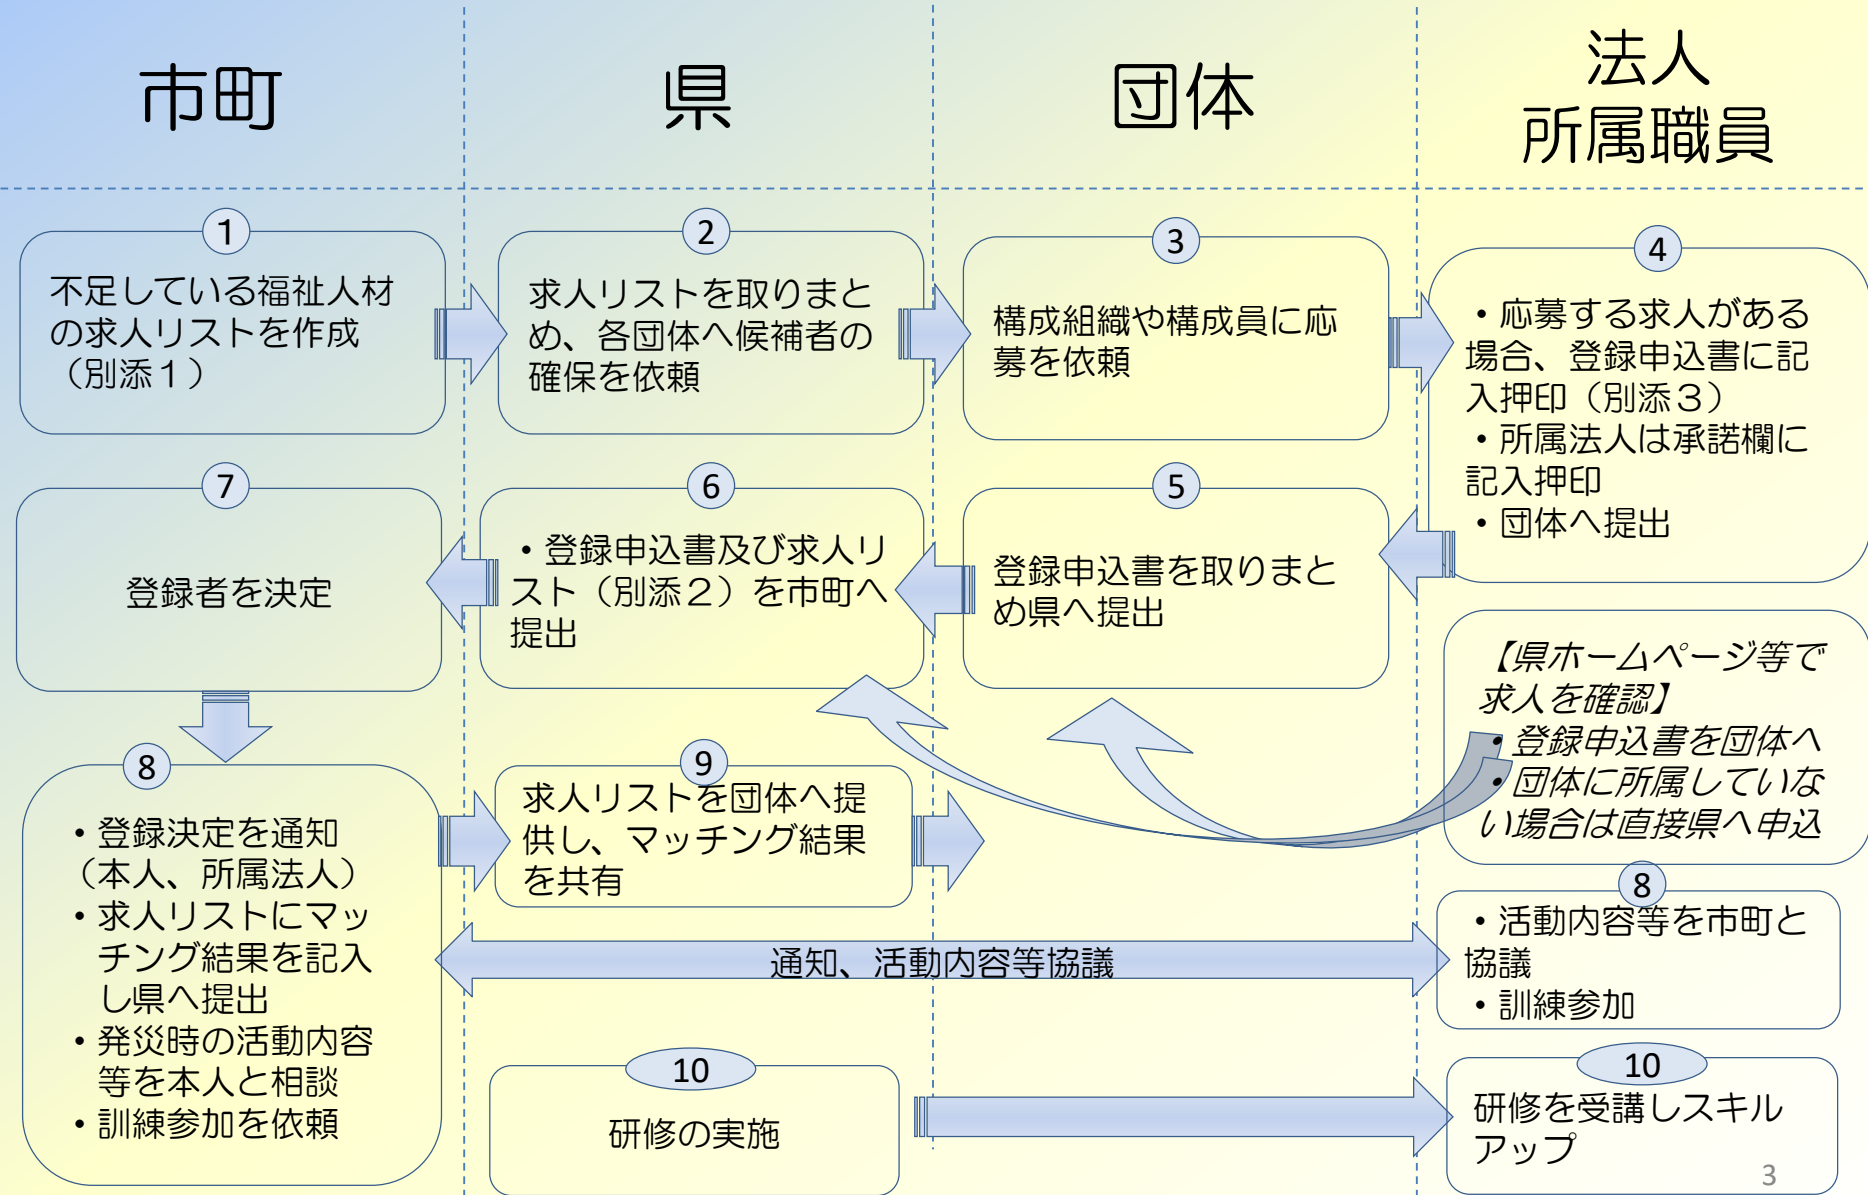 市町
県
団体
法人
所属職員
1
不足している福祉人材
の求人リストを作成
（別添１）
2
求人リストを取りまと
め、各団体へ候補者の
確保を依頼
3
構成組織や構成員に応
募を依頼
4
・応募する求人がある
場合、登録申込書に記
入押印（別添３）
・所属法人は承諾欄に
記入押印
・団体へ提出
7
登録者を決定
6
・登録申込書及び求人リ
スト（別添２）を市町へ
提出
5
登録申込書を取りまと
め県へ提出
【県ホームページ等で
求人を確認】
・登録申込書を団体へ
・団体に所属していな
い場合は直接県へ申込
8
・登録決定を通知
（本人、所属法人）
・求人リストにマッ
チング結果を記入
し県へ提出
・発災時の活動内容
等を本人と相談
・訓練参加を依頼
9
求人リストを団体へ提
供し、マッチング結果
を共有
通知、活動内容等協議
8
・活動内容等を市町と
協議
・訓練参加
10
研修の実施
10
研修を受講しスキル
アップ
3